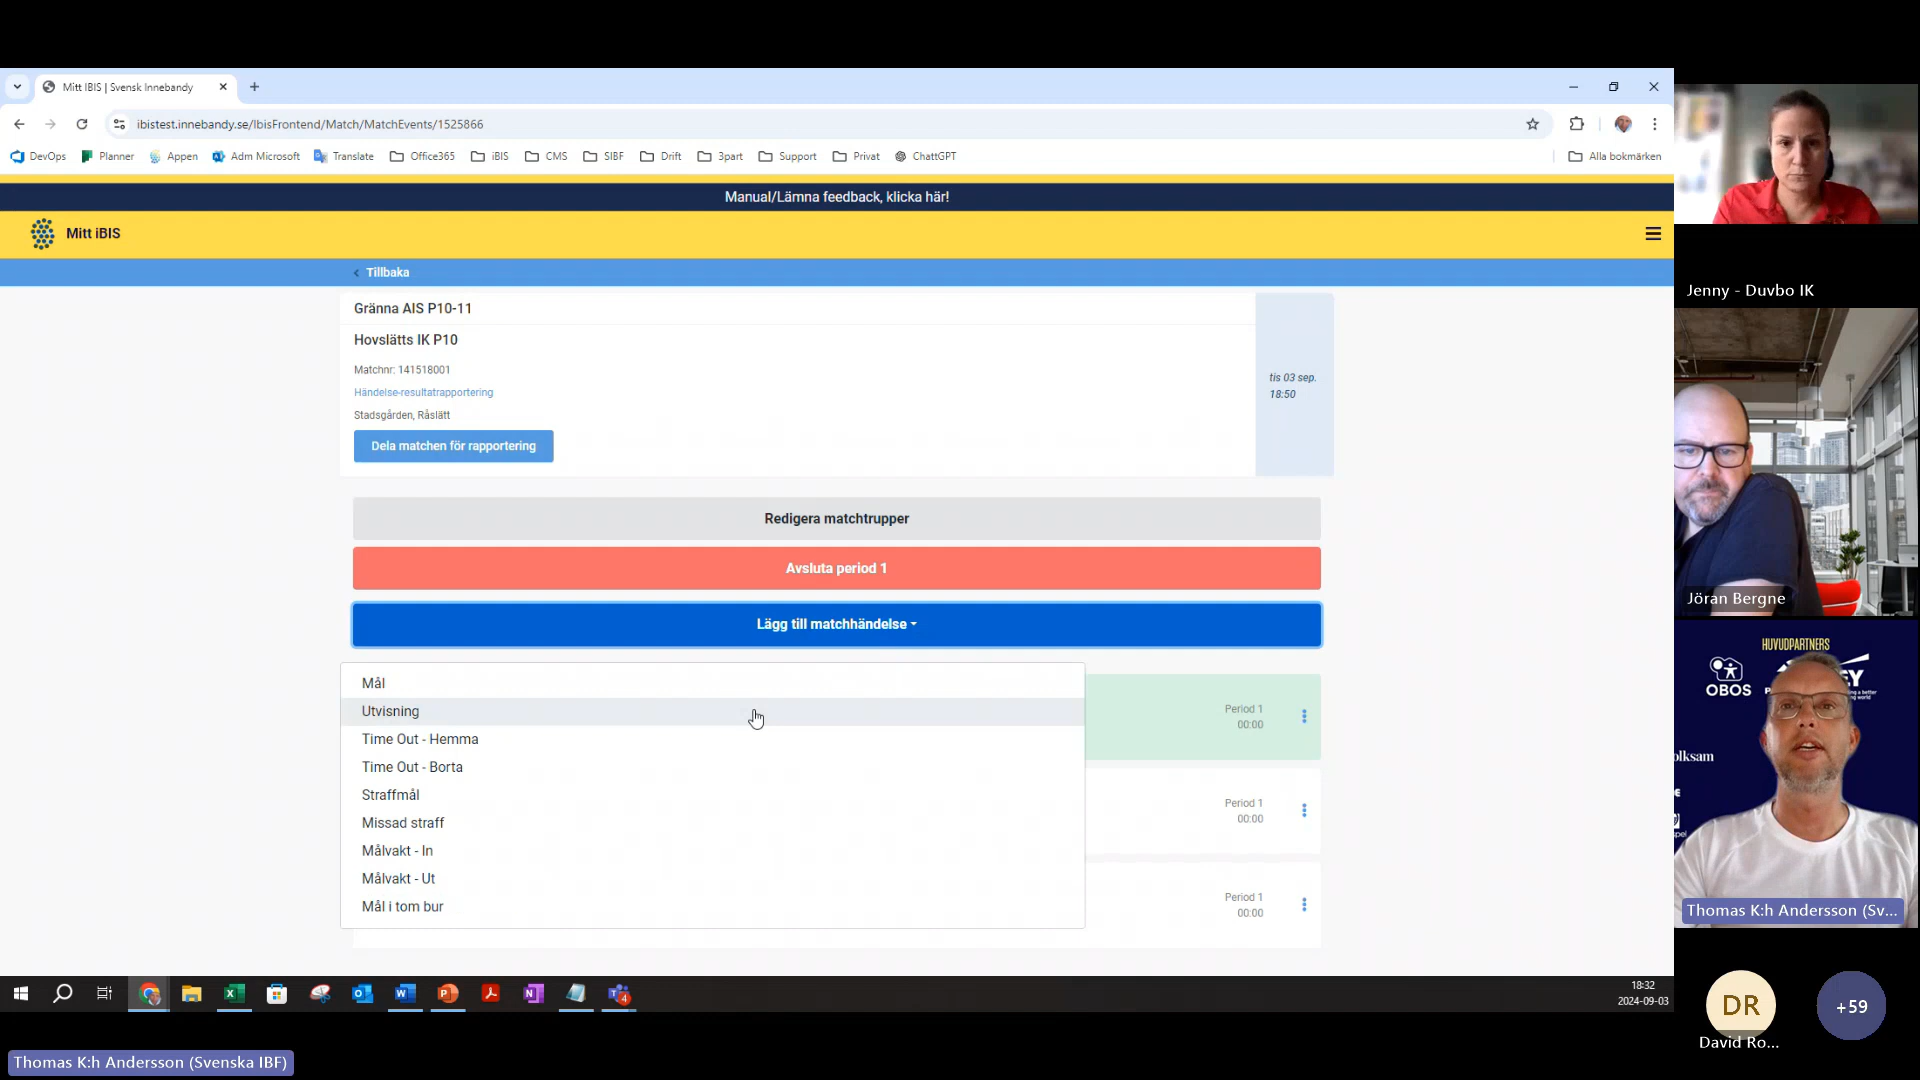 Mitt IBIS | Svensk Innebandy
ibistest.innebandy.se/IbisFrontend/Match/MatchEvents/1525866
DevOps Planner Appen Adm Microsoft Translate Office365 iBIS CMS SIBF Drift 3part Support Privat ChatGPT Alla bokmärken
Manual/Lämna feedback, klicka här!
Mitt iBIS
Tillbaka
Gränna AIS P10-11
Hovslätts IK P10
Matchnr: 141518001
Händelse-resultatrapportering
Stadsgården, Råslätt
Dela matchen för rapportering
tis 03 sep.
18:50
Redigera matchtrupper
Avsluta period 1
Lägg till matchhändelse
Mål
Utvisning
Time Out - Hemma
Time Out - Borta
Straffmål
Missad straff
Målvakt - In
Målvakt - Ut
Mål i tom bur
Period 1
00:00
Period 1
00:00
Period 1
00:00
4
18:32
2024-09-03
Thomas K:h Andersson (Svenska IBF)
Jenny - Duvbo IK
Jöran Bergne
HUVUDPARTNERS
OBOS
EY
olksam
Thomas K:h Andersson (Sv...
DR
David Ro...
+59